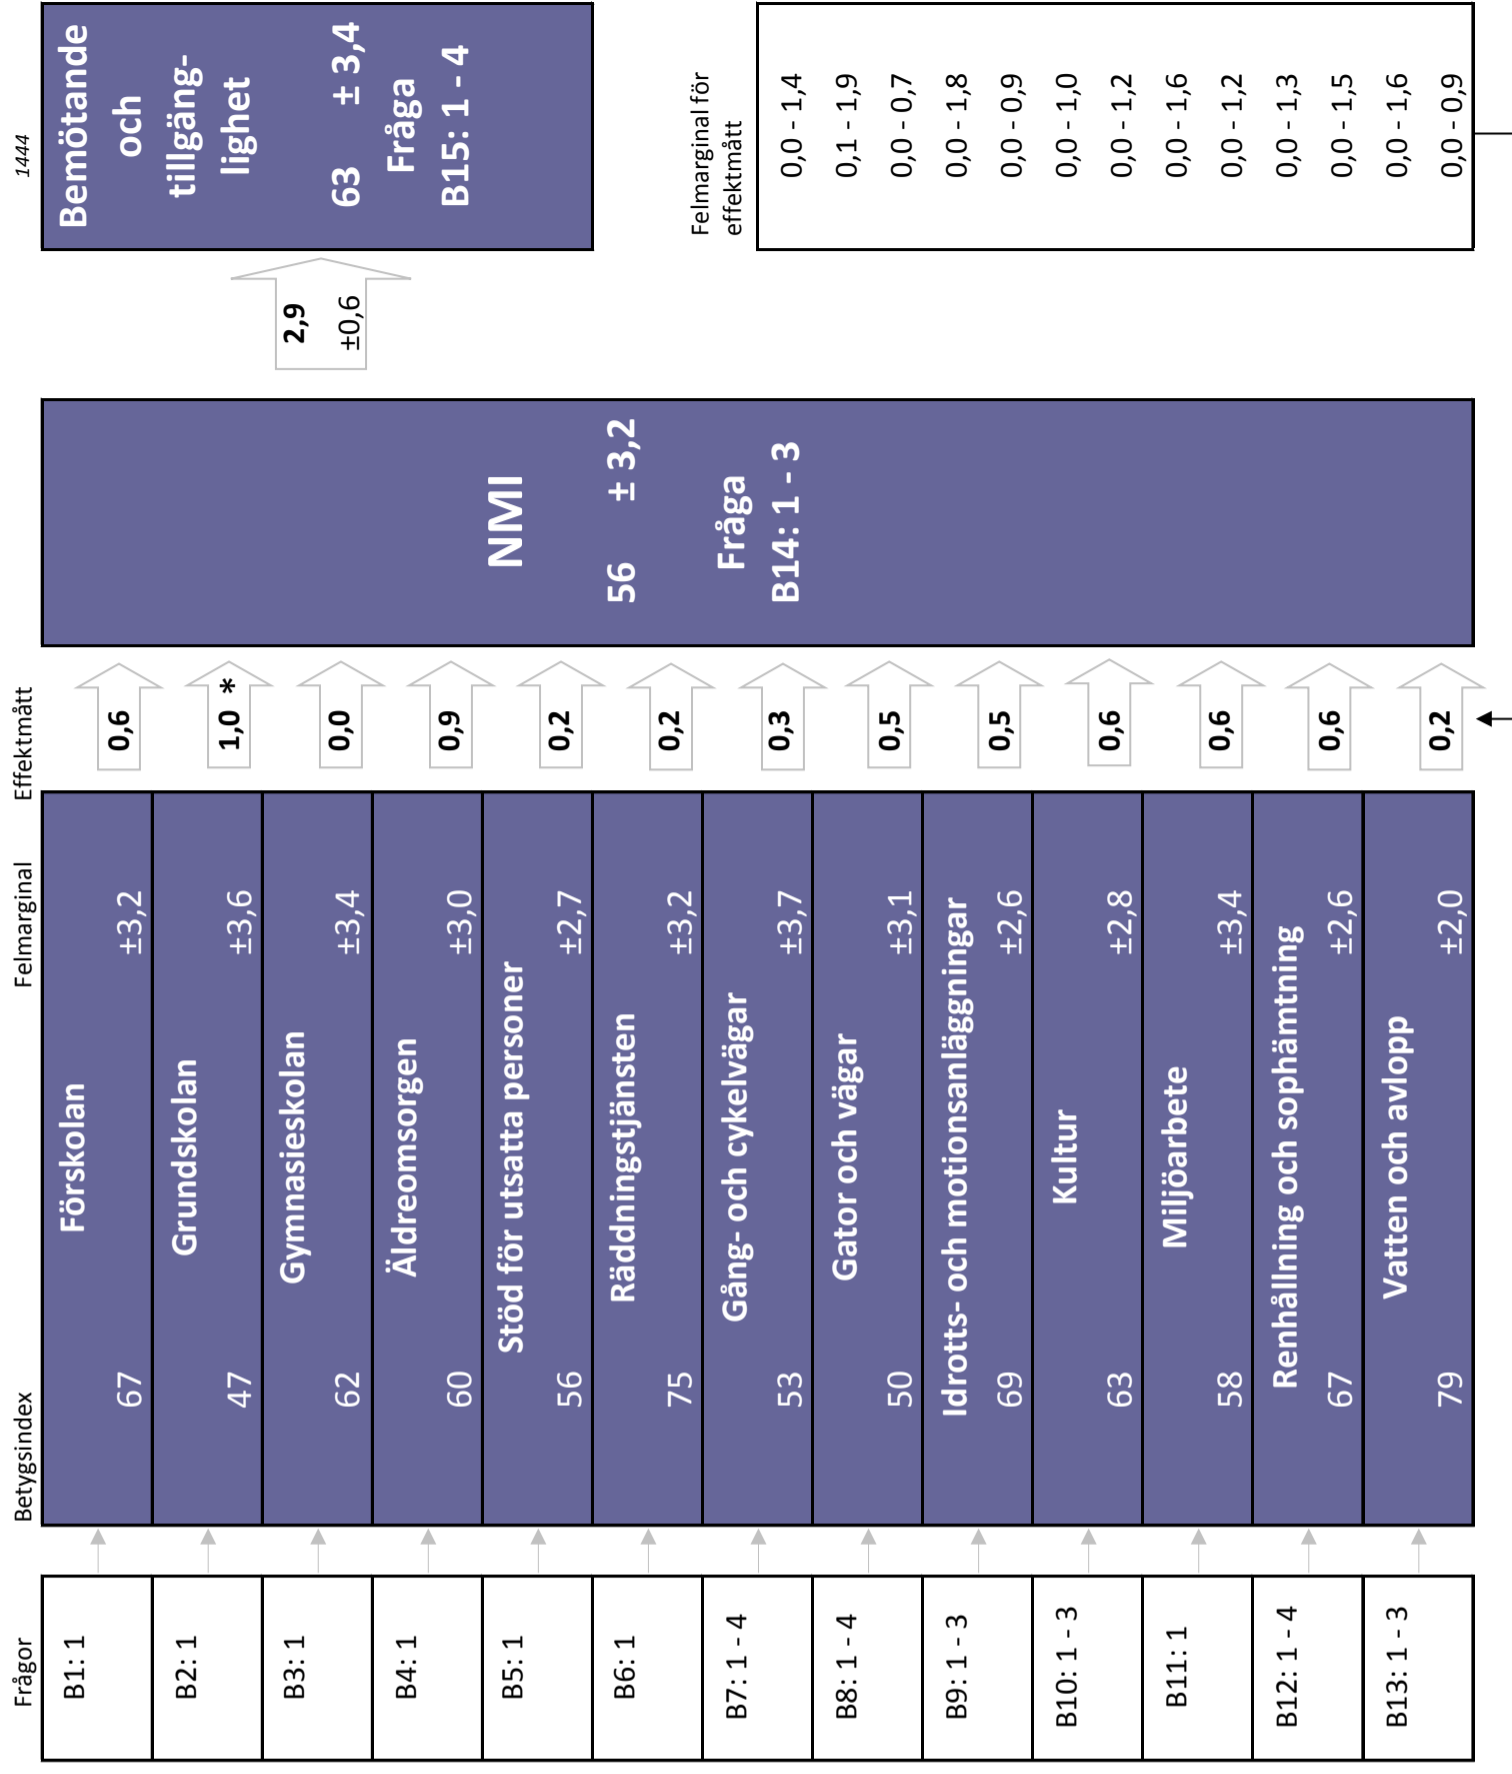 Frågor
Betygsindex
Felmarginal
Effektmått
1444
B1: 1
Förskolan
67
±3,2
0,6
B2: 1
Grundskolan
47
±3,6
1,0 *
B3: 1
Gymnasieskolan
62
±3,4
0,0
B4: 1
Äldreomsorgen
60
±3,0
0,9
B5: 1
Stöd för utsatta personer
56
±2,7
0,2
B6: 1
Räddningstjänsten
75
±3,2
0,2
B7: 1 - 4
Gång- och cykelvägar
53
±3,7
0,3
B8: 1 - 4
Gator och vägar
50
±3,1
0,5
B9: 1 - 3
Idrotts- och motionsanläggningar
69
±2,6
0,5
B10: 1 - 3
Kultur
63
±2,8
0,6
B11: 1
Miljöarbete
58
±3,4
0,6
B12: 1 - 4
Renhållning och sophämtning
67
±2,6
0,6
B13: 1 - 3
Vatten och avlopp
79
±2,0
0,2
NMI
56 ± 3,2
Fråga
B14: 1 - 3
2,9
±0,6
Bemötande
och
tillgäng-
lighet
63 ± 3,4
Fråga
B15: 1 - 4
Felmarginal för
effektmått
0,0 - 1,4
0,1 - 1,9
0,0 - 0,7
0,0 - 1,8
0,0 - 0,9
0,0 - 1,0
0,0 - 1,2
0,0 - 1,6
0,0 - 1,2
0,0 - 1,3
0,0 - 1,5
0,0 - 1,6
0,0 - 0,9